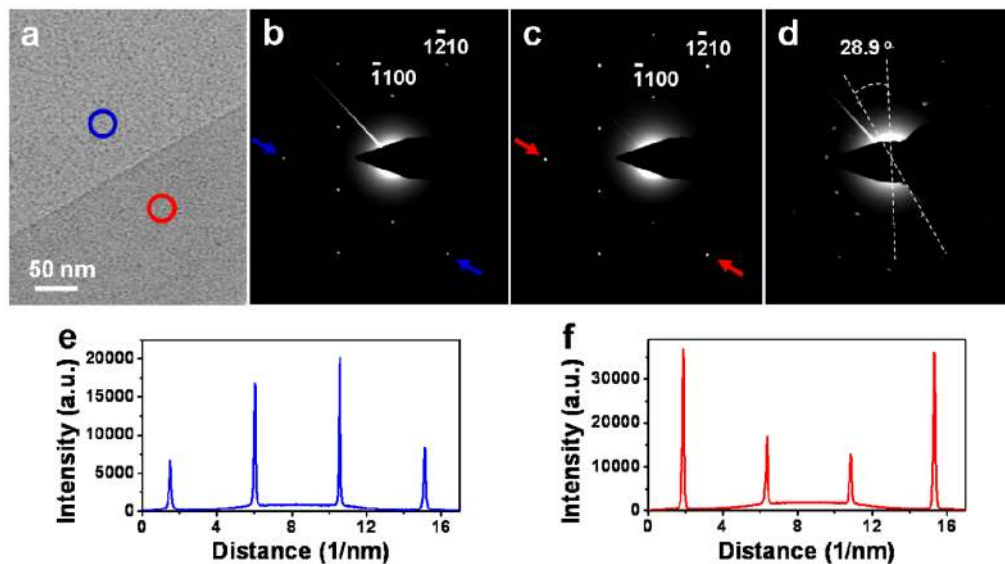 a
50 nm
b
1̄100
12̄10
c
1̄100
12̄10
d
28.9 º
e
Intensity (a.u.)
20000
15000
10000
5000
0
0 4 8 12 16
Distance (1/nm)
f
Intensity (a.u.)
30000
20000
10000
0
0 4 8 12 16
Distance (1/nm)